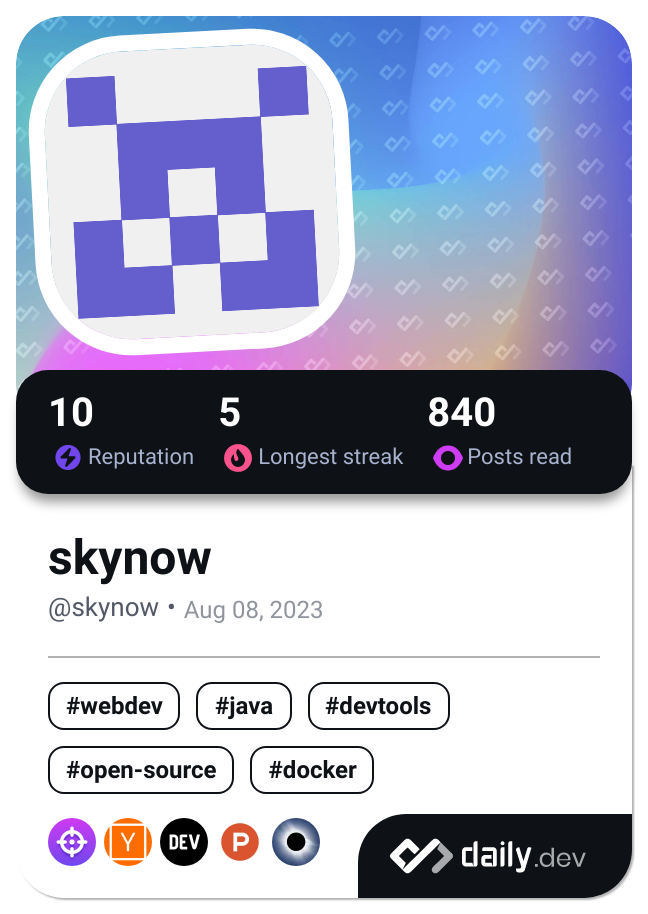 10 5 840
Reputation Longest streak Posts read
skynow
@skynow • Aug 08, 2023
#webdev #java #devtools
#open-source #docker
Y DEV P
daily.dev